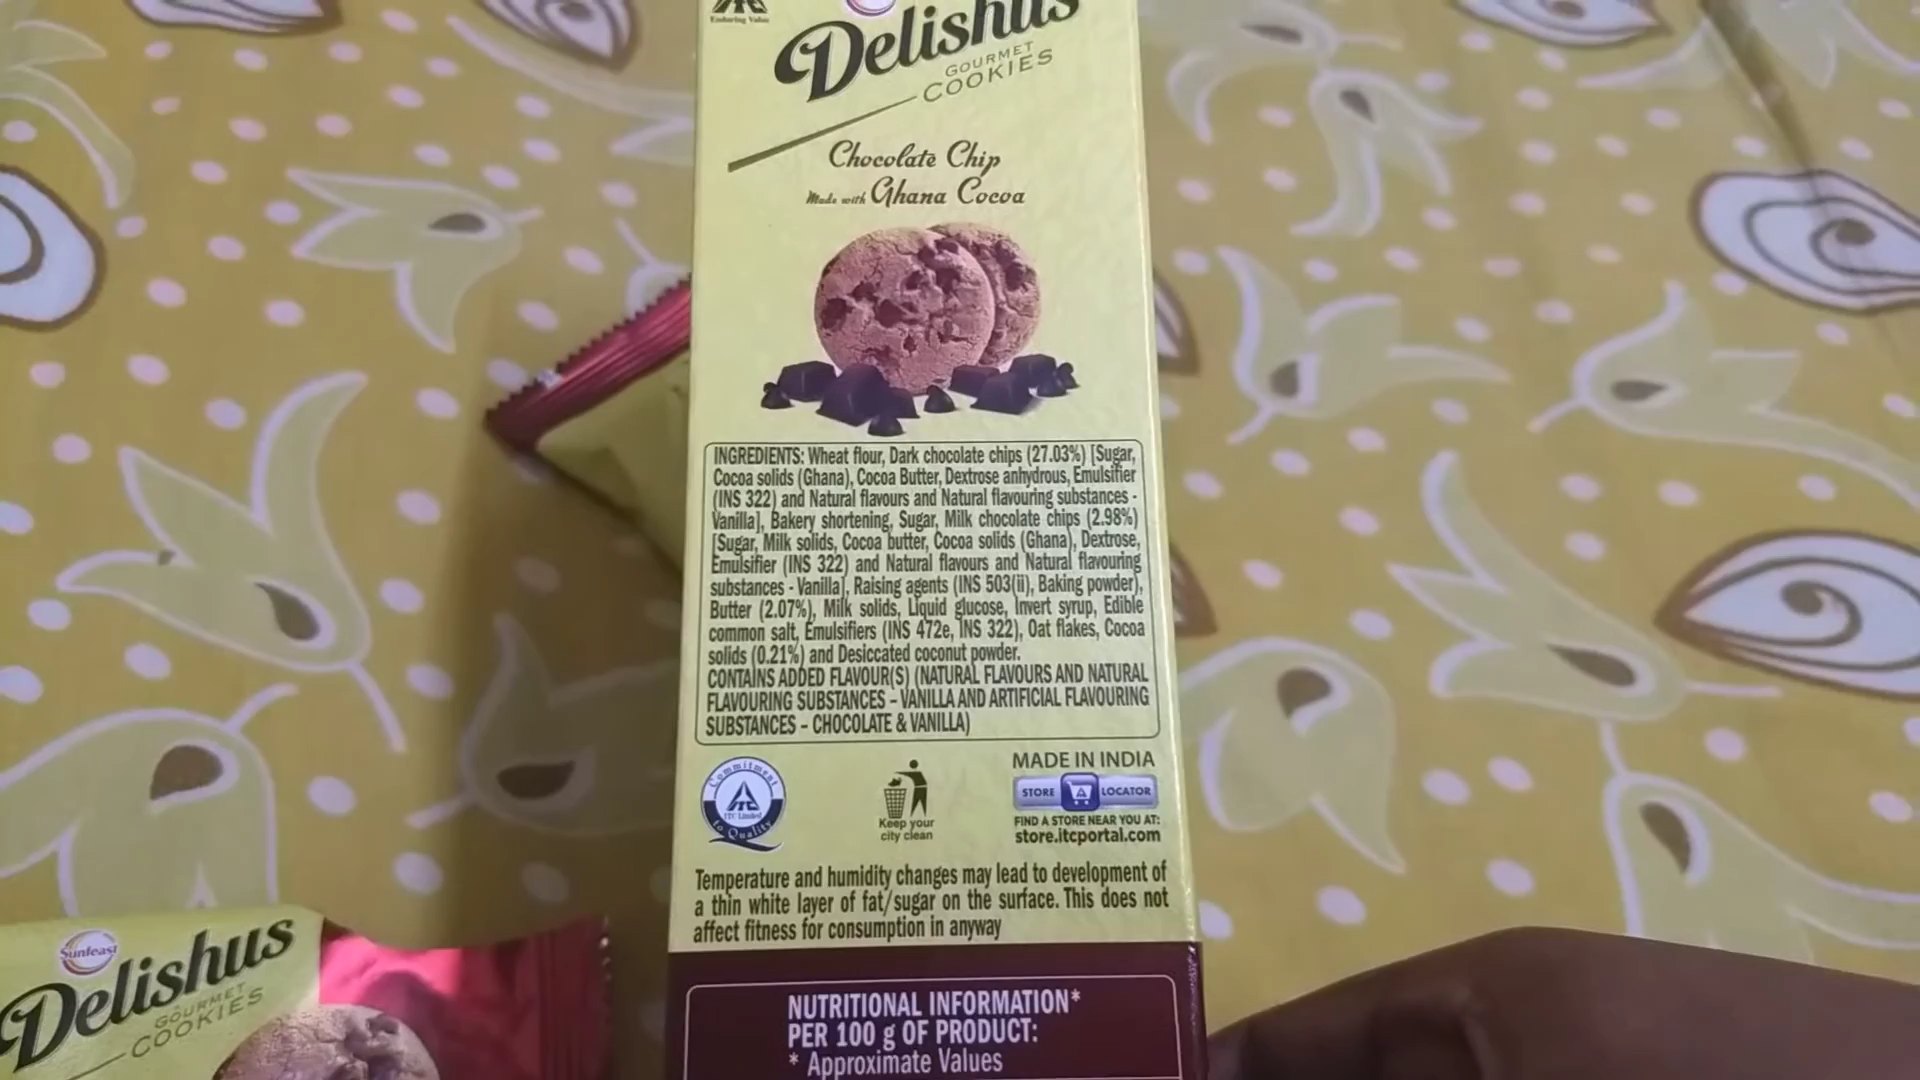 ITC
Enduring Value
Delishus
GOURMET
COOKIES
Chocolate Chip
Made with Ghana Cocoa
INGREDIENTS: Wheat flour, Dark chocolate chips (27.03%) [Sugar,
Cocoa solids (Ghana), Cocoa Butter, Dextrose anhydrous, Emulsifier
(INS 322) and Natural flavours and Natural flavouring substances -
Vanilla], Bakery shortening, Sugar, Milk chocolate chips (2.98%)
[Sugar, Milk solids, Cocoa butter, Cocoa solids (Ghana), Dextrose,
Emulsifier (INS 322) and Natural flavours and Natural flavouring
substances - Vanilla], Raising agents (INS 503(ii), Baking powder),
Butter (2.07%), Milk solids, Liquid glucose, Invert syrup, Edible
common salt, Emulsifiers (INS 472e, INS 322), Oat flakes, Cocoa
solids (0.21%) and Desiccated coconut powder.
CONTAINS ADDED FLAVOUR(S) (NATURAL FLAVOURS AND NATURAL
FLAVOURING SUBSTANCES – VANILLA AND ARTIFICIAL FLAVOURING
SUBSTANCES – CHOCOLATE & VANILLA)
Commitment
ITC
ITC Limited
to Quality
Keep your
city clean
MADE IN INDIA
STORE LOCATOR
FIND A STORE NEAR YOU AT:
store.itcportal.com
Temperature and humidity changes may lead to development of
a thin white layer of fat/sugar on the surface. This does not
affect fitness for consumption in anyway
NUTRITIONAL INFORMATION*
PER 100 g OF PRODUCT:
* Approximate Values
Sunfeast
Delishus
GOURMET
COOKIES